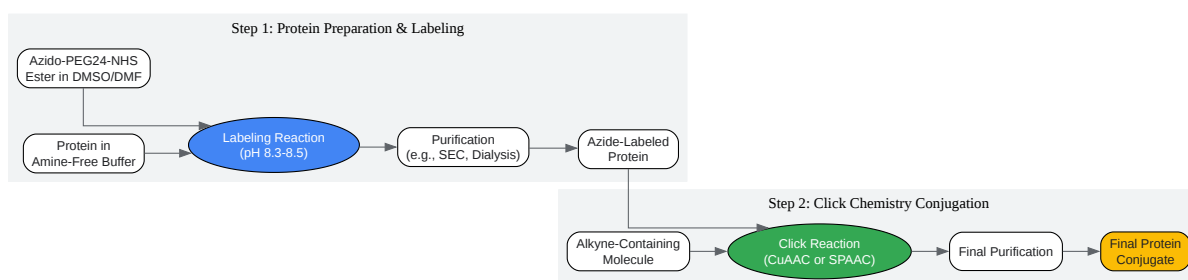 Step 1: Protein Preparation & Labeling
Azido-PEG24-NHS
Ester in DMSO/DMF
Protein in
Amine-Free Buffer
Labeling Reaction
(pH 8.3-8.5)
Purification
(e.g., SEC, Dialysis)
Azide-Labeled
Protein
Step 2: Click Chemistry Conjugation
Alkyne-Containing
Molecule
Click Reaction
(CuAAC or SPAAC)
Final Purification
Final Protein
Conjugate